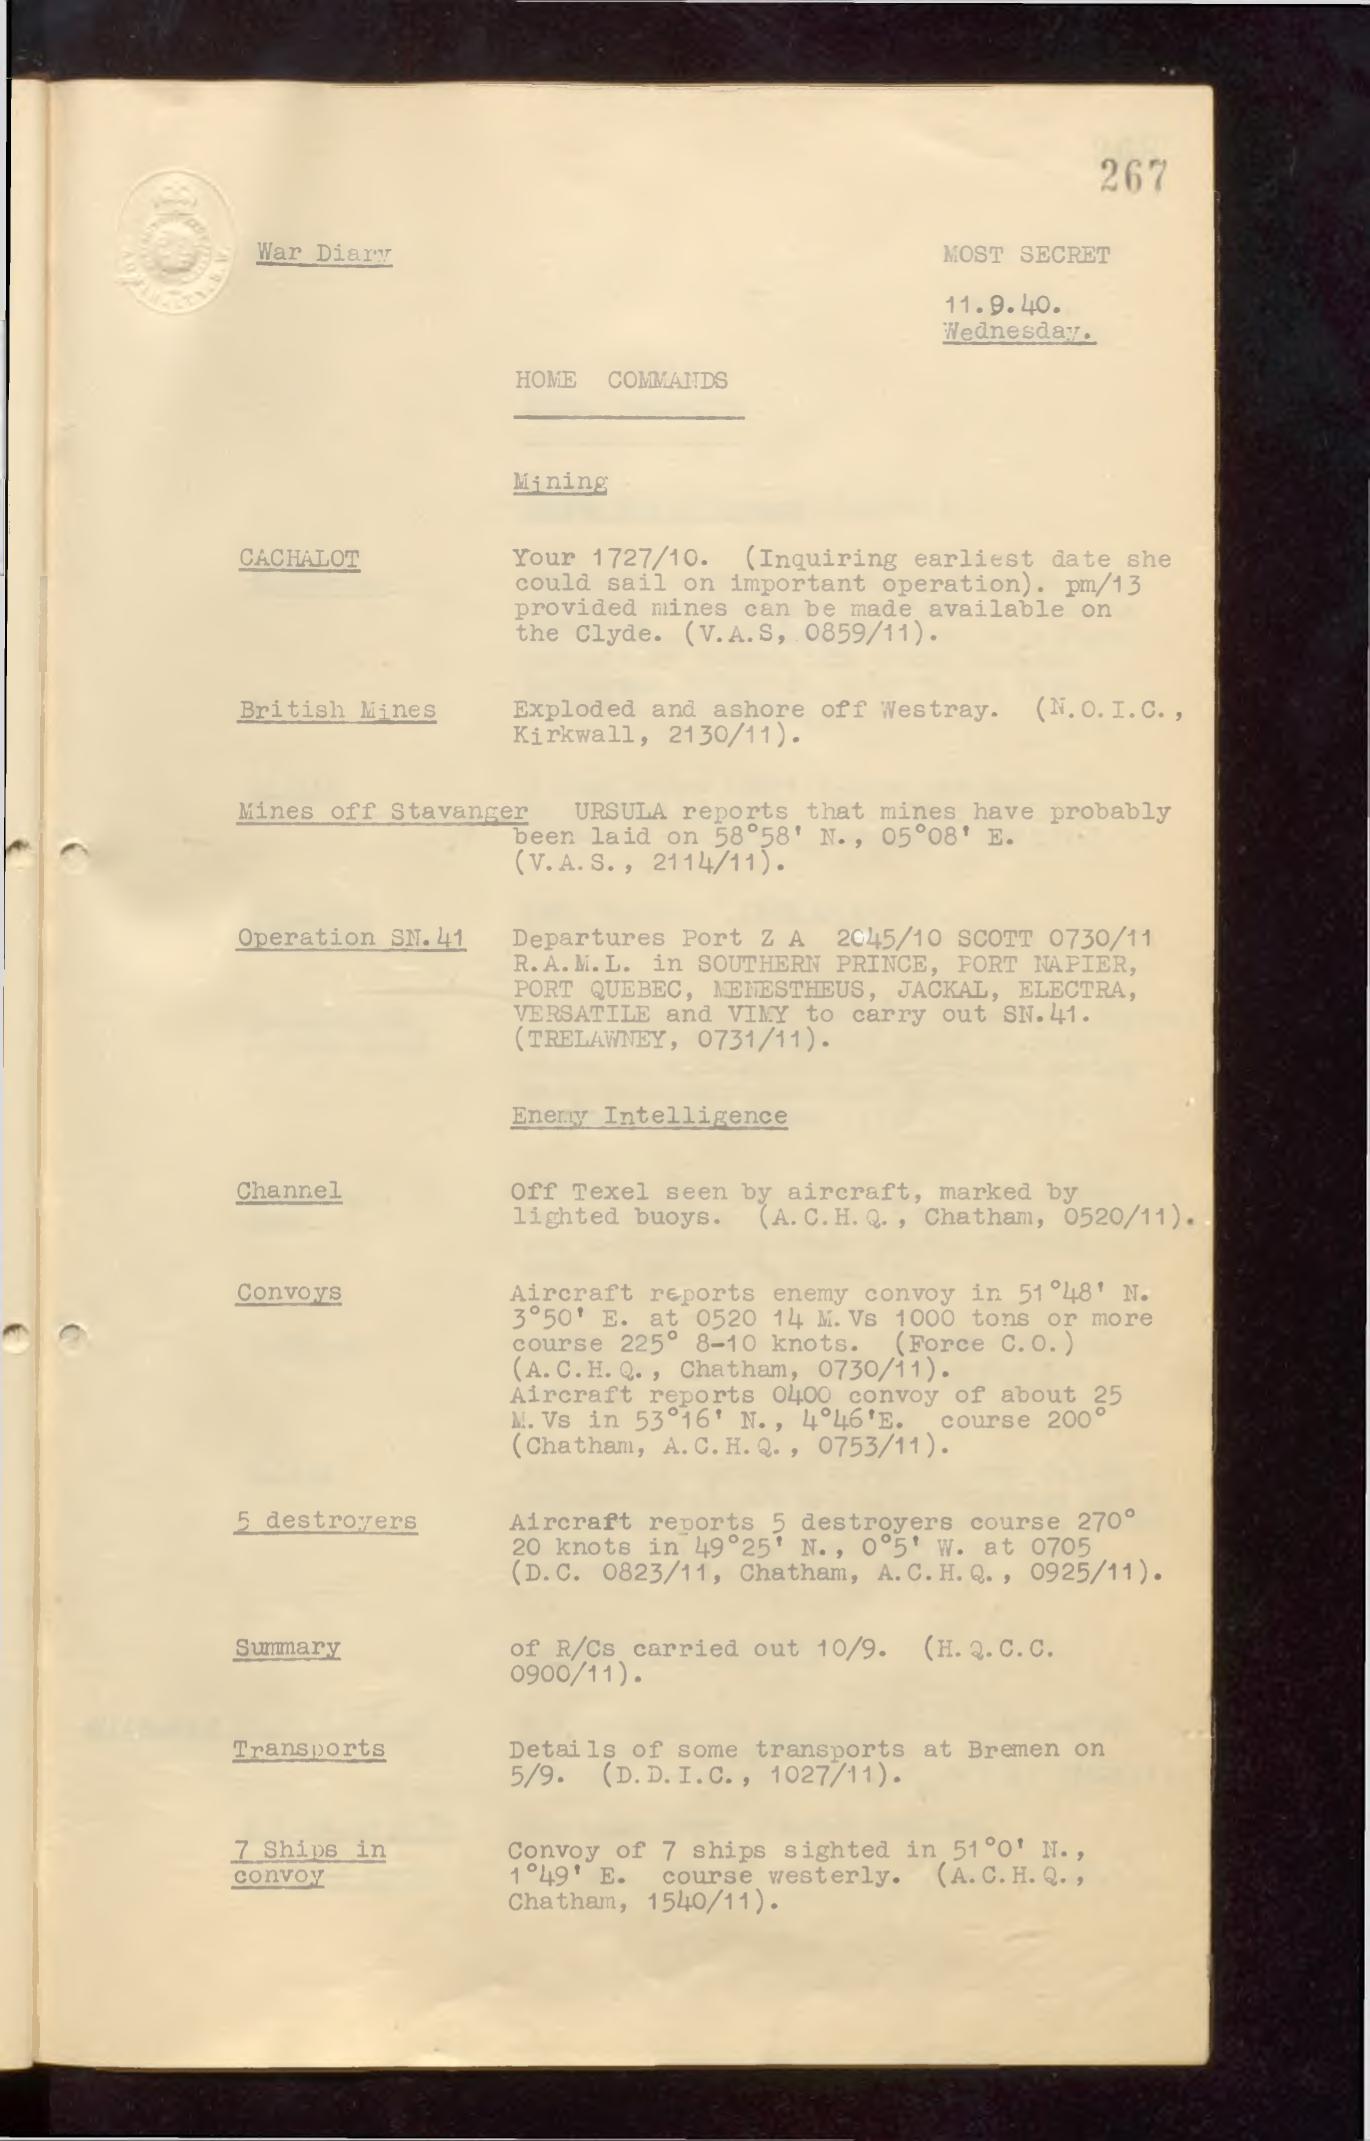 267
War Diary
MOST SECRET
11.9.40.
Wednesday.
HOME COMMANDS
Mining
CACHALOT Your 1727/10. (Inquiring earliest date she
could sail on important operation). pm/13
provided mines can be made available on
the Clyde. (V.A.S, 0859/11).
British Mines Exploded and ashore off Westray. (N.O.I.C.,
Kirkwall, 2130/11).
Mines off Stavanger URSULA reports that mines have probably
been laid on 58°58' N., 05°08' E.
(V.A.S., 2114/11).
Operation SN.41 Departures Port Z A 2045/10 SCOTT 0730/11
R.A.M.L. in SOUTHERN PRINCE, PORT NAPIER,
PORT QUEBEC, MENESTHEUS, JACKAL, ELECTRA,
VERSATILE and VIMY to carry out SN.41.
(TRELAWNEY, 0731/11).
Enemy Intelligence
Channel Off Texel seen by aircraft, marked by
lighted buoys. (A.C.H.Q., Chatham, 0520/11).
Convoys Aircraft reports enemy convoy in 51°48' N.
3°50' E. at 0520 14 M.Vs 1000 tons or more
course 225° 8-10 knots. (Force C.O.)
(A.C.H.Q., Chatham, 0730/11).
Aircraft reports 0400 convoy of about 25
M.Vs in 53°16' N., 4°46'E. course 200°
(Chatham, A.C.H.Q., 0753/11).
5 destroyers Aircraft reports 5 destroyers course 270°
20 knots in 49°25' N., 0°5' W. at 0705
(D.C. 0823/11, Chatham, A.C.H.Q., 0925/11).
Summary of R/Cs carried out 10/9. (H.Q.C.C.
0900/11).
Transports Details of some transports at Bremen on
5/9. (D.D.I.C., 1027/11).
7 Ships in Convoy of 7 ships sighted in 51°0' N.,
convoy 1°49' E. course westerly. (A.C.H.Q.,
Chatham, 1540/11).